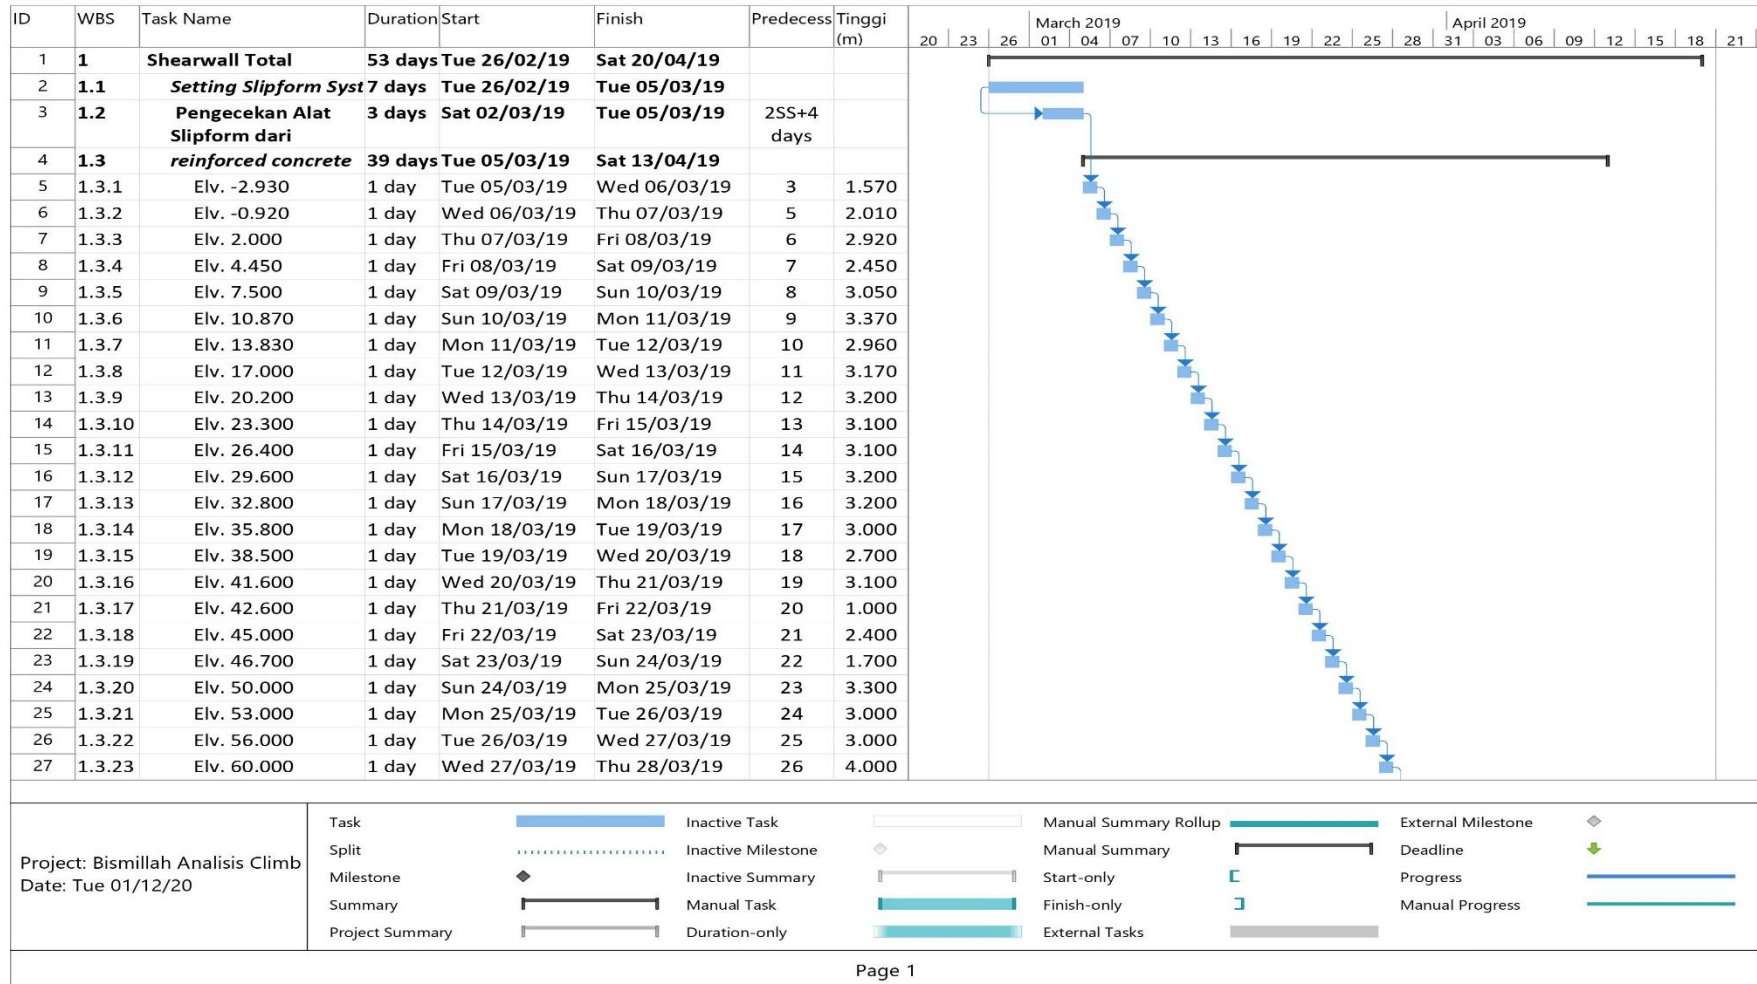 ID WBS Task Name Duration Start Finish Predecess Tinggi (m)
March 2019 April 2019
20 23 26 01 04 07 10 13 16 19 22 25 28 31 03 06 09 12 15 18 21
1 1 Shearwall Total 53 days Tue 26/02/19 Sat 20/04/19
2 1.1 Setting Slipform Syst 7 days Tue 26/02/19 Tue 05/03/19
3 1.2 Pengecekan Alat Slipform dari 3 days Sat 02/03/19 Tue 05/03/19 2SS+4 days
4 1.3 reinforced concrete 39 days Tue 05/03/19 Sat 13/04/19
5 1.3.1 Elv. -2.930 1 day Tue 05/03/19 Wed 06/03/19 3 1.570
6 1.3.2 Elv. -0.920 1 day Wed 06/03/19 Thu 07/03/19 5 2.010
7 1.3.3 Elv. 2.000 1 day Thu 07/03/19 Fri 08/03/19 6 2.920
8 1.3.4 Elv. 4.450 1 day Fri 08/03/19 Sat 09/03/19 7 2.450
9 1.3.5 Elv. 7.500 1 day Sat 09/03/19 Sun 10/03/19 8 3.050
10 1.3.6 Elv. 10.870 1 day Sun 10/03/19 Mon 11/03/19 9 3.370
11 1.3.7 Elv. 13.830 1 day Mon 11/03/19 Tue 12/03/19 10 2.960
12 1.3.8 Elv. 17.000 1 day Tue 12/03/19 Wed 13/03/19 11 3.170
13 1.3.9 Elv. 20.200 1 day Wed 13/03/19 Thu 14/03/19 12 3.200
14 1.3.10 Elv. 23.300 1 day Thu 14/03/19 Fri 15/03/19 13 3.100
15 1.3.11 Elv. 26.400 1 day Fri 15/03/19 Sat 16/03/19 14 3.100
16 1.3.12 Elv. 29.600 1 day Sat 16/03/19 Sun 17/03/19 15 3.200
17 1.3.13 Elv. 32.800 1 day Sun 17/03/19 Mon 18/03/19 16 3.200
18 1.3.14 Elv. 35.800 1 day Mon 18/03/19 Tue 19/03/19 17 3.000
19 1.3.15 Elv. 38.500 1 day Tue 19/03/19 Wed 20/03/19 18 2.700
20 1.3.16 Elv. 41.600 1 day Wed 20/03/19 Thu 21/03/19 19 3.100
21 1.3.17 Elv. 42.600 1 day Thu 21/03/19 Fri 22/03/19 20 1.000
22 1.3.18 Elv. 45.000 1 day Fri 22/03/19 Sat 23/03/19 21 2.400
23 1.3.19 Elv. 46.700 1 day Sat 23/03/19 Sun 24/03/19 22 1.700
24 1.3.20 Elv. 50.000 1 day Sun 24/03/19 Mon 25/03/19 23 3.300
25 1.3.21 Elv. 53.000 1 day Mon 25/03/19 Tue 26/03/19 24 3.000
26 1.3.22 Elv. 56.000 1 day Tue 26/03/19 Wed 27/03/19 25 3.000
27 1.3.23 Elv. 60.000 1 day Wed 27/03/19 Thu 28/03/19 26 4.000
Project: Bismillah Analisis Climb
Date: Tue 01/12/20
Task Inactive Task Manual Summary Rollup External Milestone
Split Inactive Milestone Manual Summary Deadline
Milestone Inactive Summary Start-only Progress
Summary Manual Task Finish-only Manual Progress
Project Summary Duration-only External Tasks
Page 1